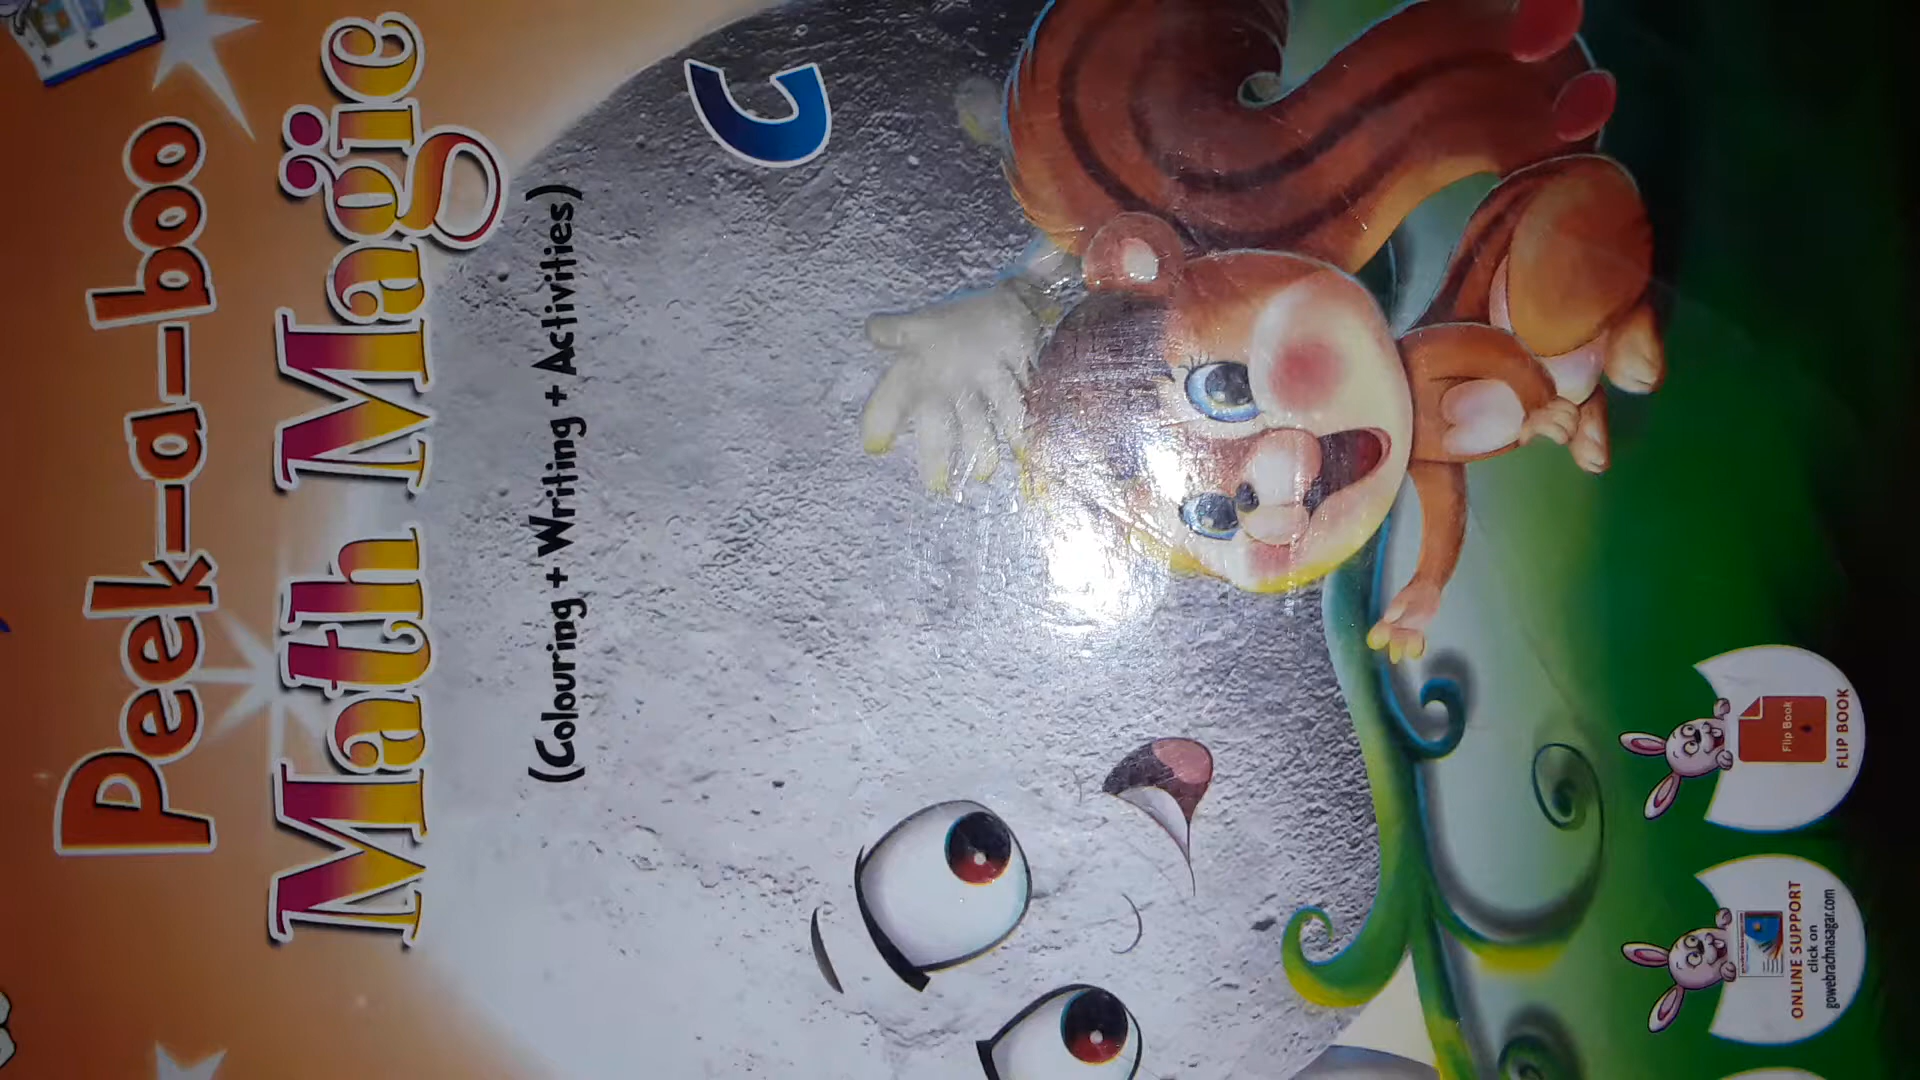 Peek-a-boo
Math Magic
(Colouring + Writing + Activities)
C
Flip Book
FLIP BOOK
ONLINE SUPPORT
click on
gowebrachnasagar.com